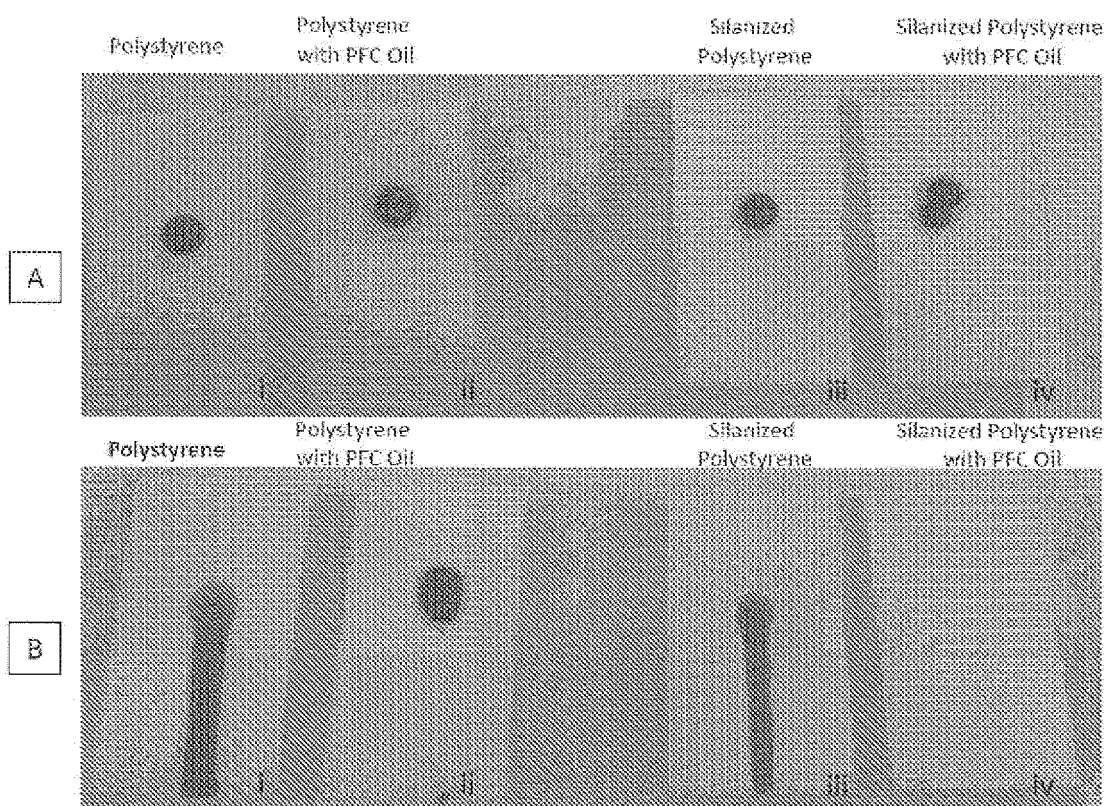 Polystyrene
Polystyrene
with PFC Oil
Silanized
Polystyrene
Silanized Polystyrene
with PFC Oil
A
i
ii
iii
iv
Polystyrene
Polystyrene
with PFC Oil
Silanized
Polystyrene
Silanized Polystyrene
with PFC Oil
B
i
ii
iii
iv